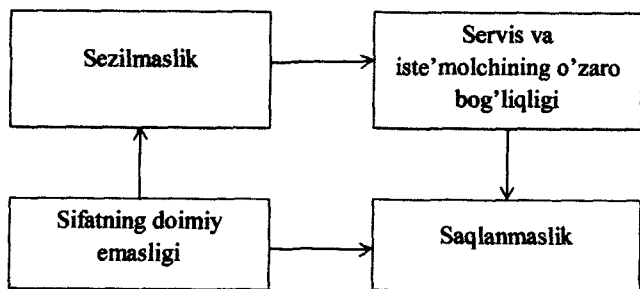 Sezilmaslik
Servis va
iste’molchining o’zaro
bog’liqligi
Sifatning doimiy
emasligi
Saqlanmaslik